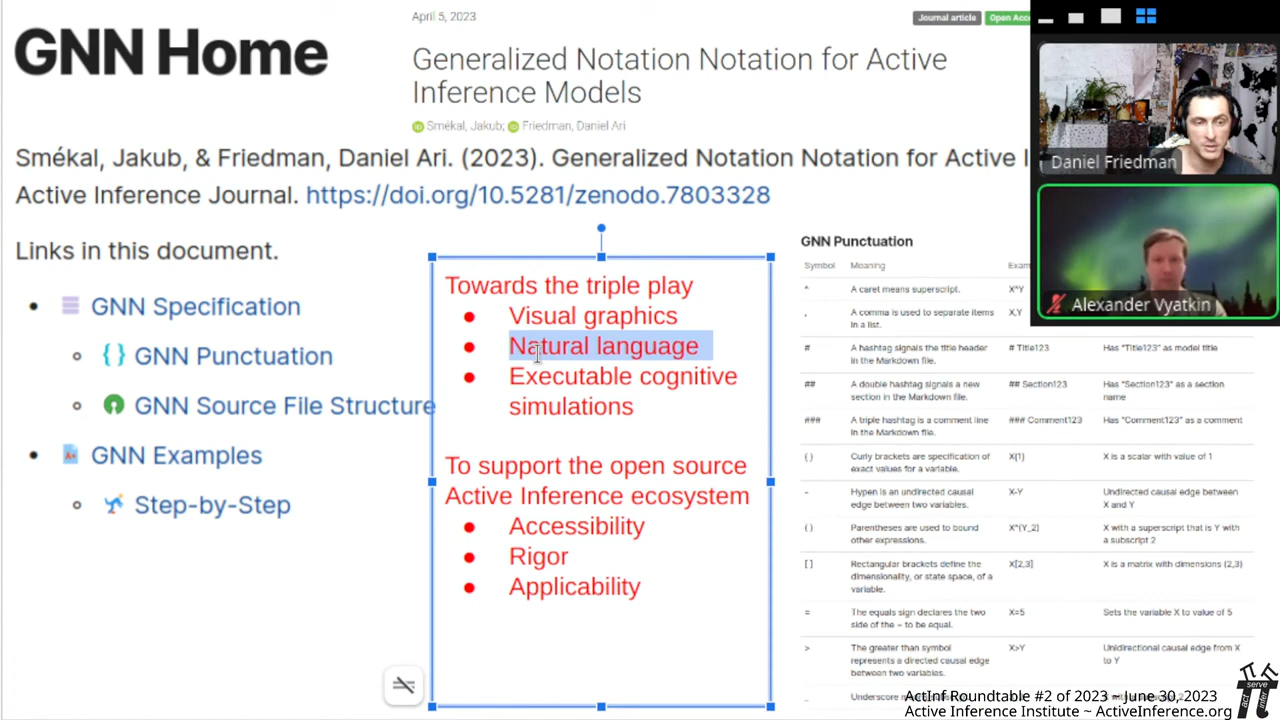 April 5, 2023
Journal article
Open Acce
GNN Home
Generalized Notation Notation for Active
Inference Models
Smékal, Jakub; Friedman, Daniel Ari
Smékal, Jakub, & Friedman, Daniel Ari. (2023). Generalized Notation Notation for Active I
Active Inference Journal. https://doi.org/10.5281/zenodo.7803328
Links in this document.
GNN Specification
GNN Punctuation
GNN Source File Structure
GNN Examples
Step-by-Step
Towards the triple play
● Visual graphics
● Natural language
● Executable cognitive
simulations
To support the open source
Active Inference ecosystem
● Accessibility
● Rigor
● Applicability
Daniel Friedman
Alexander Vyatkin
GNN Punctuation
Symbol Meaning Exam
^ A caret means superscript. X^Y
, A comma is used to separate items X,Y
in a list.
# A hashtag signals the title header # Title123 Has "Title123" as model title
in the Markdown file.
## A double hashtag signals a new ## Section123 Has "Section123" as a section
section in the Markdown file. name
### A triple hashtag is a comment line ### Comment123 Has "Comment123" as a comment
in the Markdown file.
{ } Curly brackets are specification of X{1} X is a scalar with value of 1
exact values for a variable.
- Hypen is an undirected causal X-Y Undirected causal edge between
edge between two variables. X and Y
( ) Parentheses are used to bound X^(Y_2) X with a superscript that is Y with
other expressions. a subscript 2
[ ] Rectangular brackets define the X[2,3] X is a matrix with dimensions (2,3)
dimensionality, or state space, of a
variable.
= The equals sign declares the two X=5 Sets the variable X to value of 5
side of the ~ to be equal.
> The greater than symbol X>Y Unidirectional causal edge from X
represents a directed causal edge to Y
between two variables.
_ Underscore
ActInf Roundtable #2 of 2023 ~ June 30, 2023
Active Inference Institute ~ ActiveInference.org
serve
act
infer